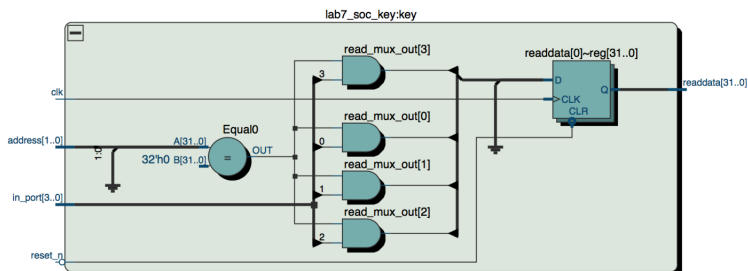 lab7_soc_key:key
read_mux_out[3]
readdata[0]~reg[31..0]
3
D
Q
readdata[31..0]
clk
CLK
CLR
Equal0
read_mux_out[0]
address[1..0]
1:0
A[31..0]
32'h0 B[31..0]
=
OUT
0
read_mux_out[1]
1
in_port[3..0]
read_mux_out[2]
2
reset_n